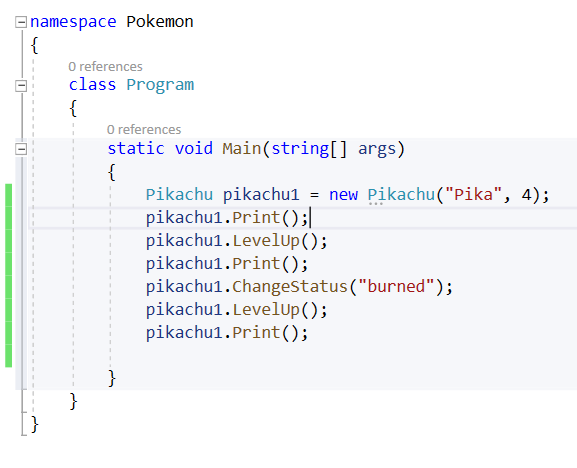 namespace Pokemon
{
0 references
class Program
{
0 references
static void Main(string[] args)
{
Pikachu pikachu1 = new Pikachu("Pika", 4);
pikachu1.Print();
pikachu1.LevelUp();
pikachu1.Print();
pikachu1.ChangeStatus("burned");
pikachu1.LevelUp();
pikachu1.Print();
}
}
}